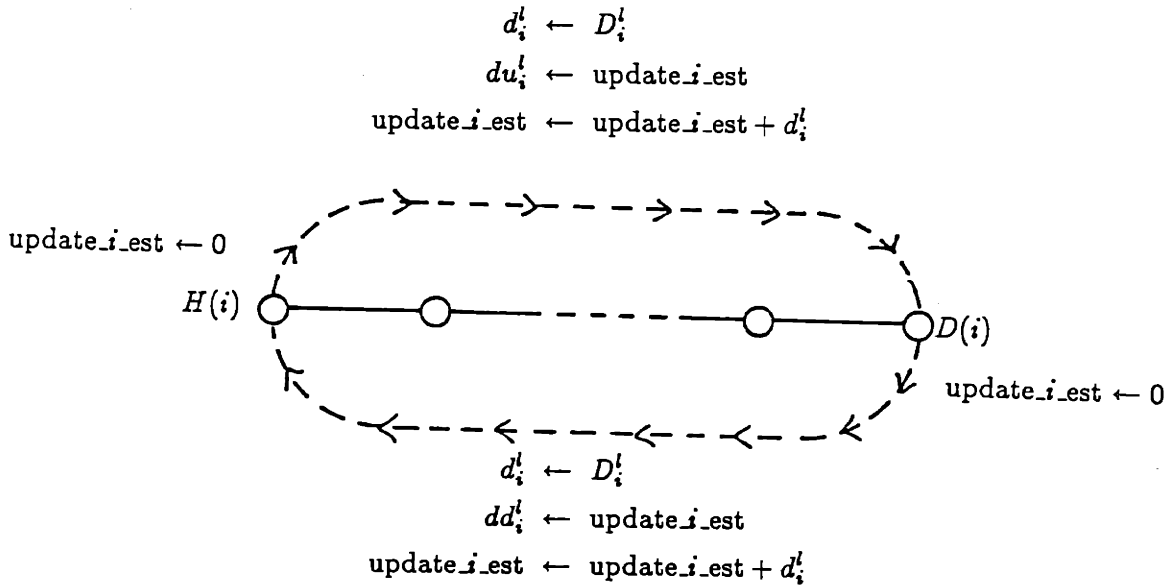 d_i^l ← D_i^l
du_i^l ← update_i_est
update_i_est ← update_i_est + d_i^l
update_i_est ← 0
H(i)
D(i)
update_i_est ← 0
d_i^l ← D_i^l
dd_i^l ← update_i_est
update_i_est ← update_i_est + d_i^l